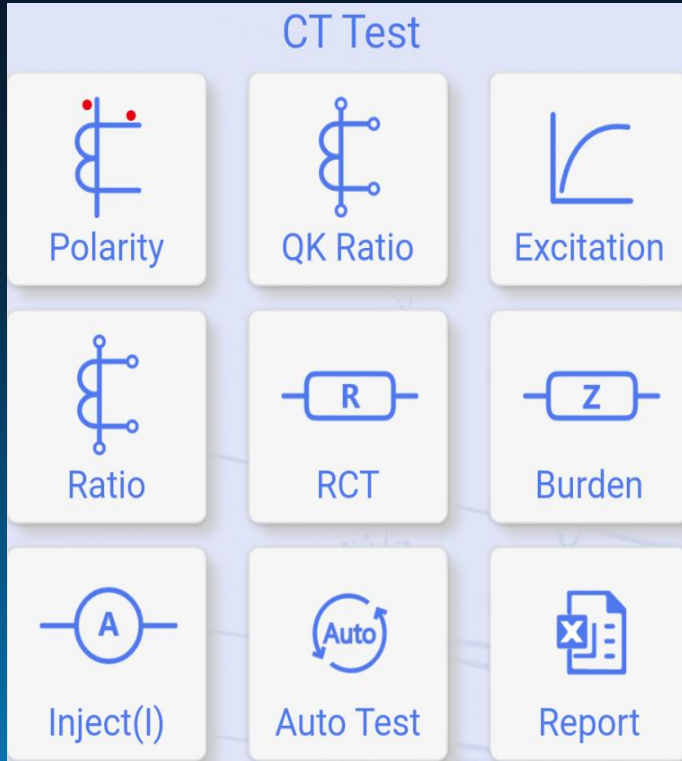 CT Test
Polarity
QK Ratio
Excitation
Ratio
R
RCT
Z
Burden
A
Inject(I)
Auto
Auto Test
X
Report